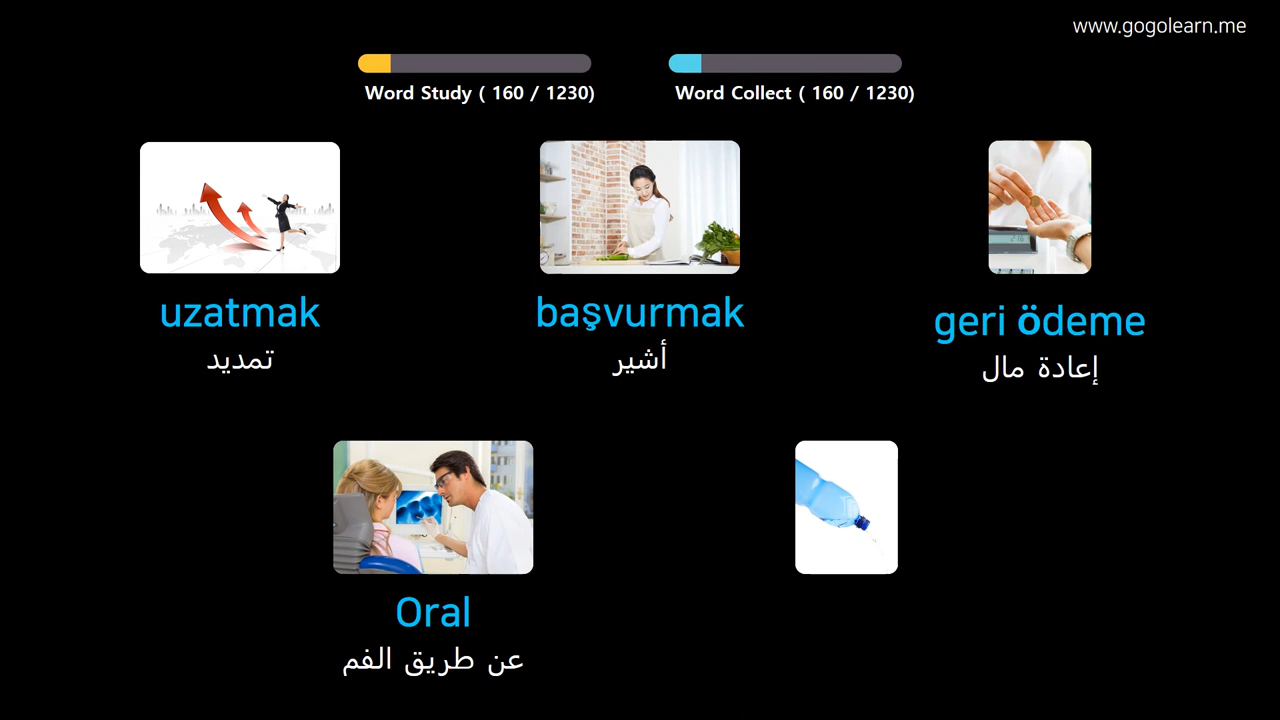 www.gogolearn.me
Word Study ( 160 / 1230)
Word Collect ( 160 / 1230)
uzatmak
تمديد
başvurmak
أشير
geri ödeme
إعادة مال
Oral
عن طريق الفم